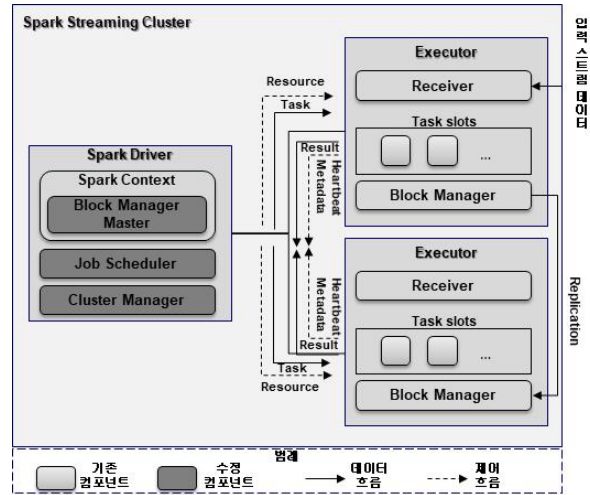 Spark Streaming Cluster
입력 스트림 데이터
Executor
Receiver
Task slots
...
Block Manager
Resource
Task
Result
Heartbeat
Metadata
Spark Driver
Spark Context
Block Manager
Master
Job Scheduler
Cluster Manager
Executor
Receiver
Task slots
...
Block Manager
Heartbeat
Metadata
Result
Task
Resource
Replication
범례
기존
컴포넌트
수정
컴포넌트
데이터
흐름
제어
흐름